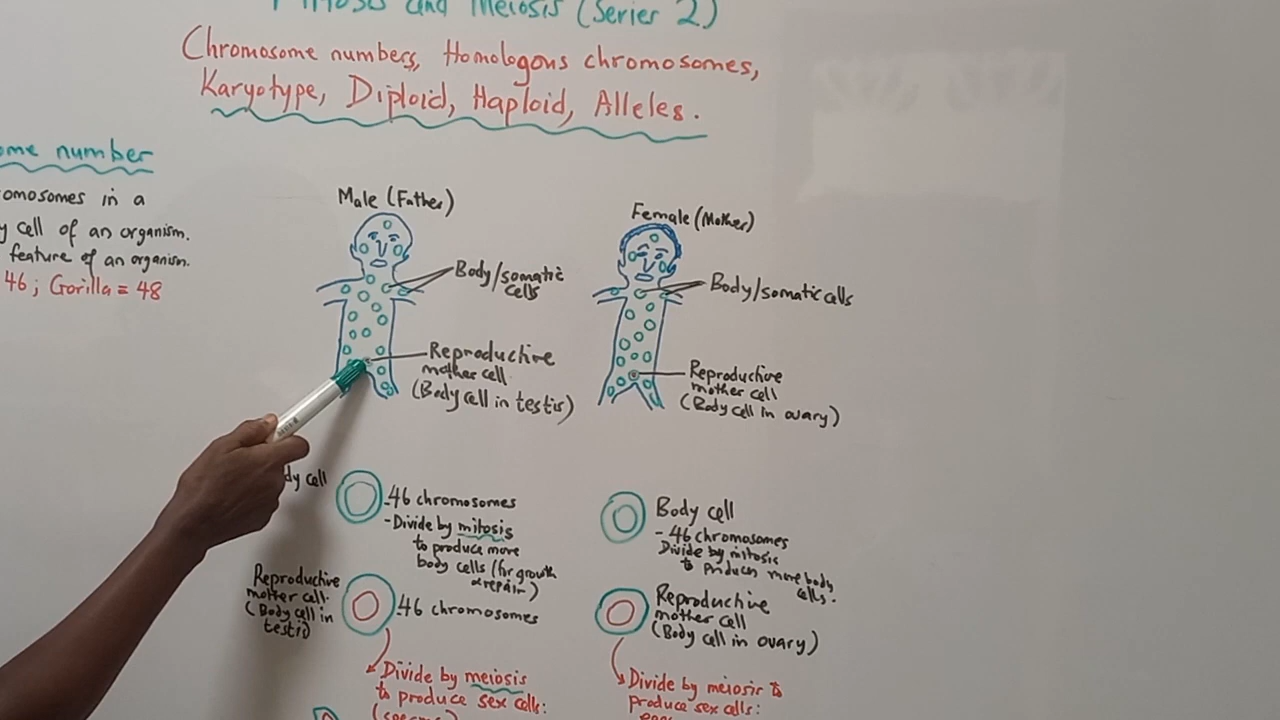 Mitosis and Meiosis (Series 2)
Chromosome numbers, Homologous chromosomes,
Karyotype, Diploid, Haploid, Alleles.
ome number
omosomes in a
y cell of an organism.
feature of an organism.
46; Gorilla = 48
Male (Father)
Body/somatic
cells
Reproductive
mother cell
(Body cell in testis)
Female (Mother)
Body/somatic cells
Reproductive
mother cell
(Body cell in ovary)
dy cell
-46 chromosomes
-Divide by mitosis
to produce more
body cells (for growth
& repair)
Reproductive
mother cell.
(Body cell in
testis)
46 chromosomes
Divide by meiosis
to produce sex cells:
(sperms)
Body cell
- 46 chromosomes
Divide by mitosis
to produces more body
cells.
Reproductive
mother cell
(Body cell in ovary)
Divide by meiosis to
produce sex cells: